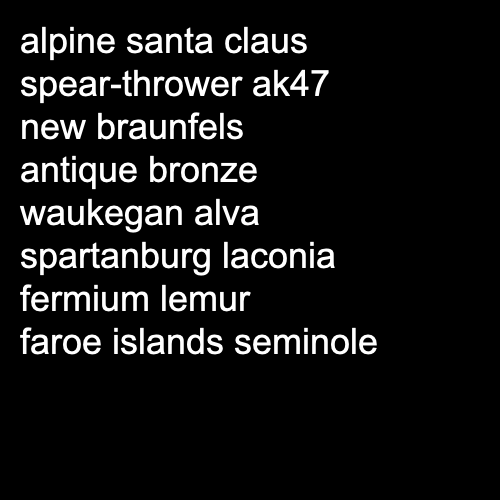 alpine santa claus
spear-thrower ak47
new braunfels
antique bronze
waukegan alva
spartanburg laconia
fermium lemur
faroe islands seminole